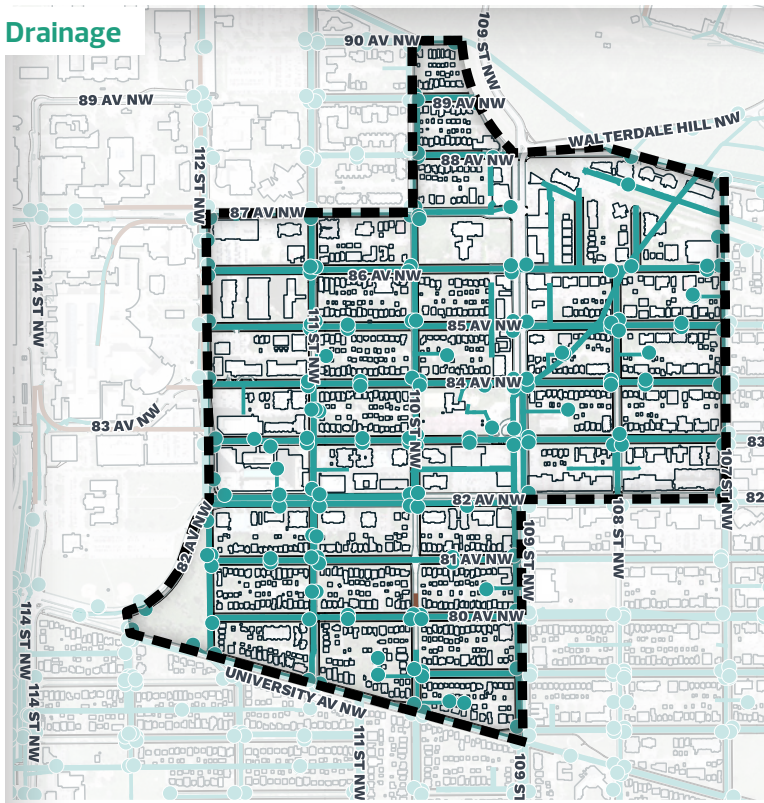 Drainage
90 AV NW
109 ST NW
89 AV NW
89 AV NW
WALTERDALE HILL NW
112 ST NW
88 AV NW
87 AV NW
86 AV NW
114 ST NW
111 ST NW
85 AV NW
84 AV NW
110 ST NW
83 AV NW
83
107 ST NW
82 AV NW
82
82 AV NW
109 ST NW
108 ST NW
81 AV NW
80 AV NW
114 ST NW
114 ST NW
UNIVERSITY AV NW
111 ST NW
109 ST